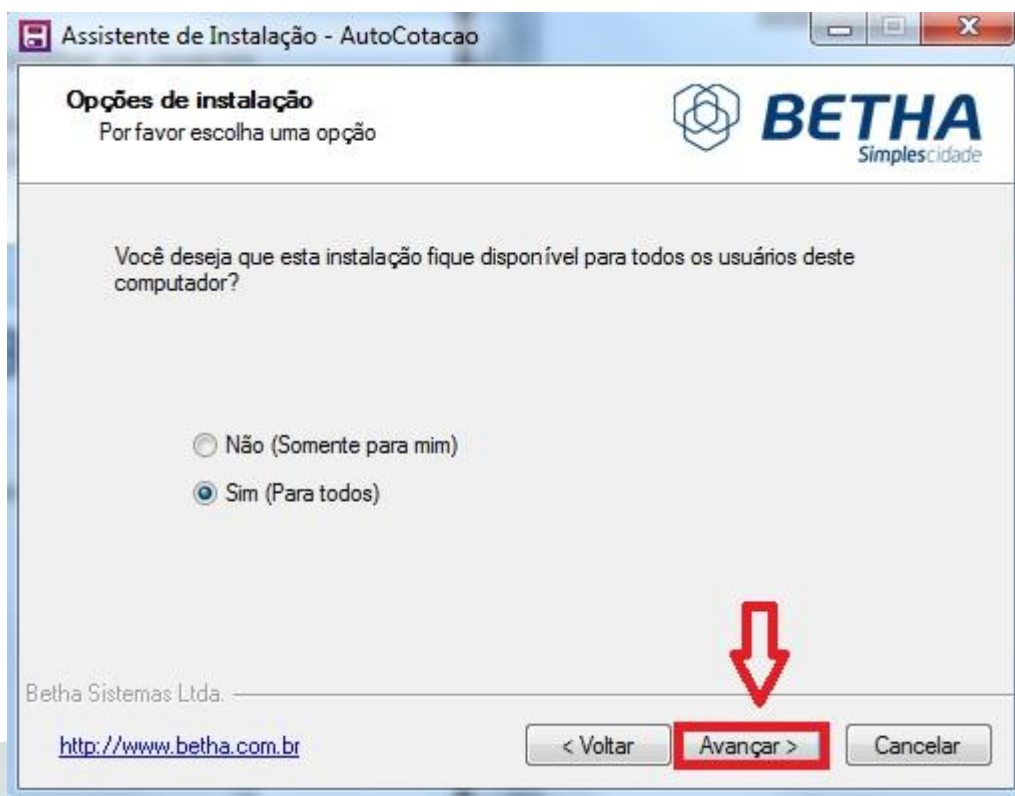 Assistente de Instalação - AutoCotacao
Opções de instalação
Por favor escolha uma opção
BETHA
Simplescidade
Você deseja que esta instalação fique disponível para todos os usuários deste
computador?
Não (Somente para mim)
Sim (Para todos)
Betha Sistemas Ltda.
http://www.betha.com.br
< Voltar
Avançar >
Cancelar